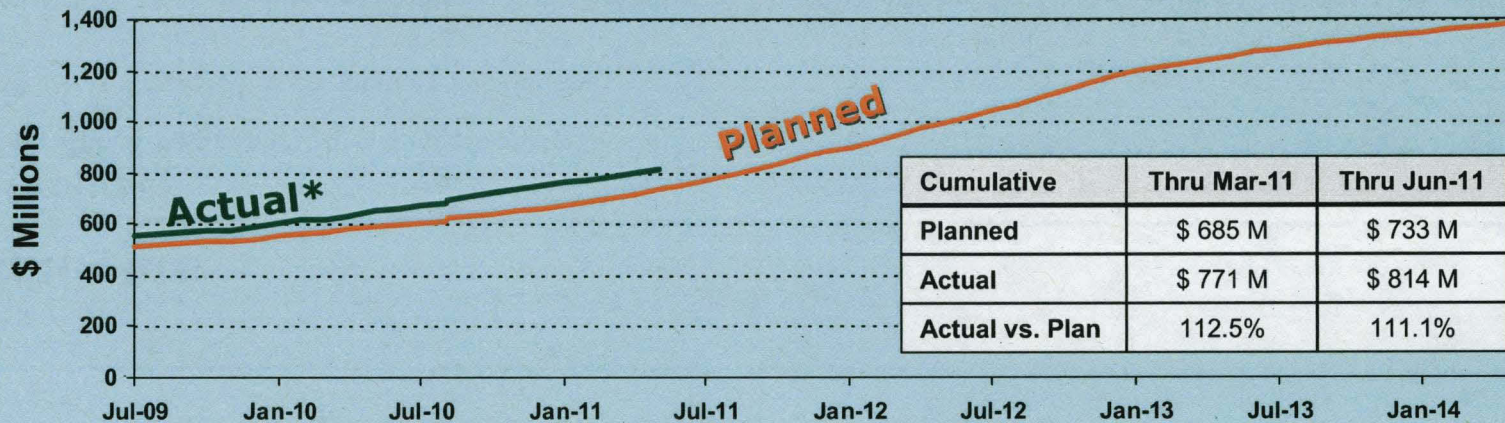 1,400
1,200
1,000
800
600
400
200
0
$ Millions
Actual*
Planned
Cumulative Thru Mar-11 Thru Jun-11
Planned $ 685 M $ 733 M
Actual $ 771 M $ 814 M
Actual vs. Plan 112.5% 111.1%
Jul-09 Jan-10 Jul-10 Jan-11 Jul-11 Jan-12 Jul-12 Jan-13 Jul-13 Jan-14